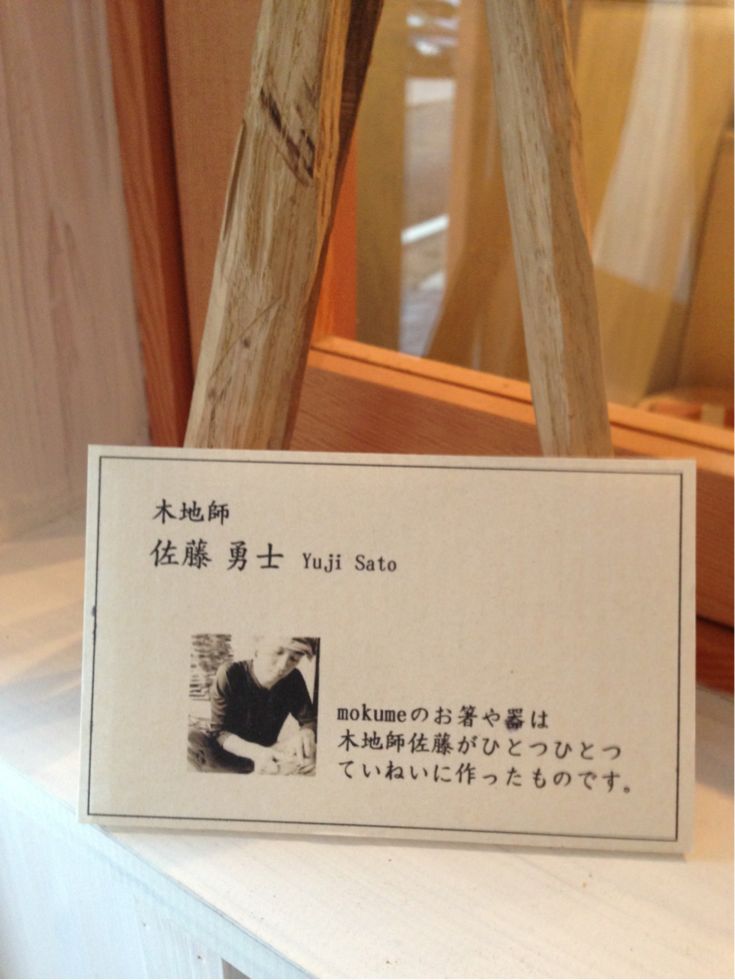 木地師
佐藤 勇士 Yuji Sato
mokumeのお箸や器は
木地師佐藤がひとつひとつ
ていねいに作ったものです。